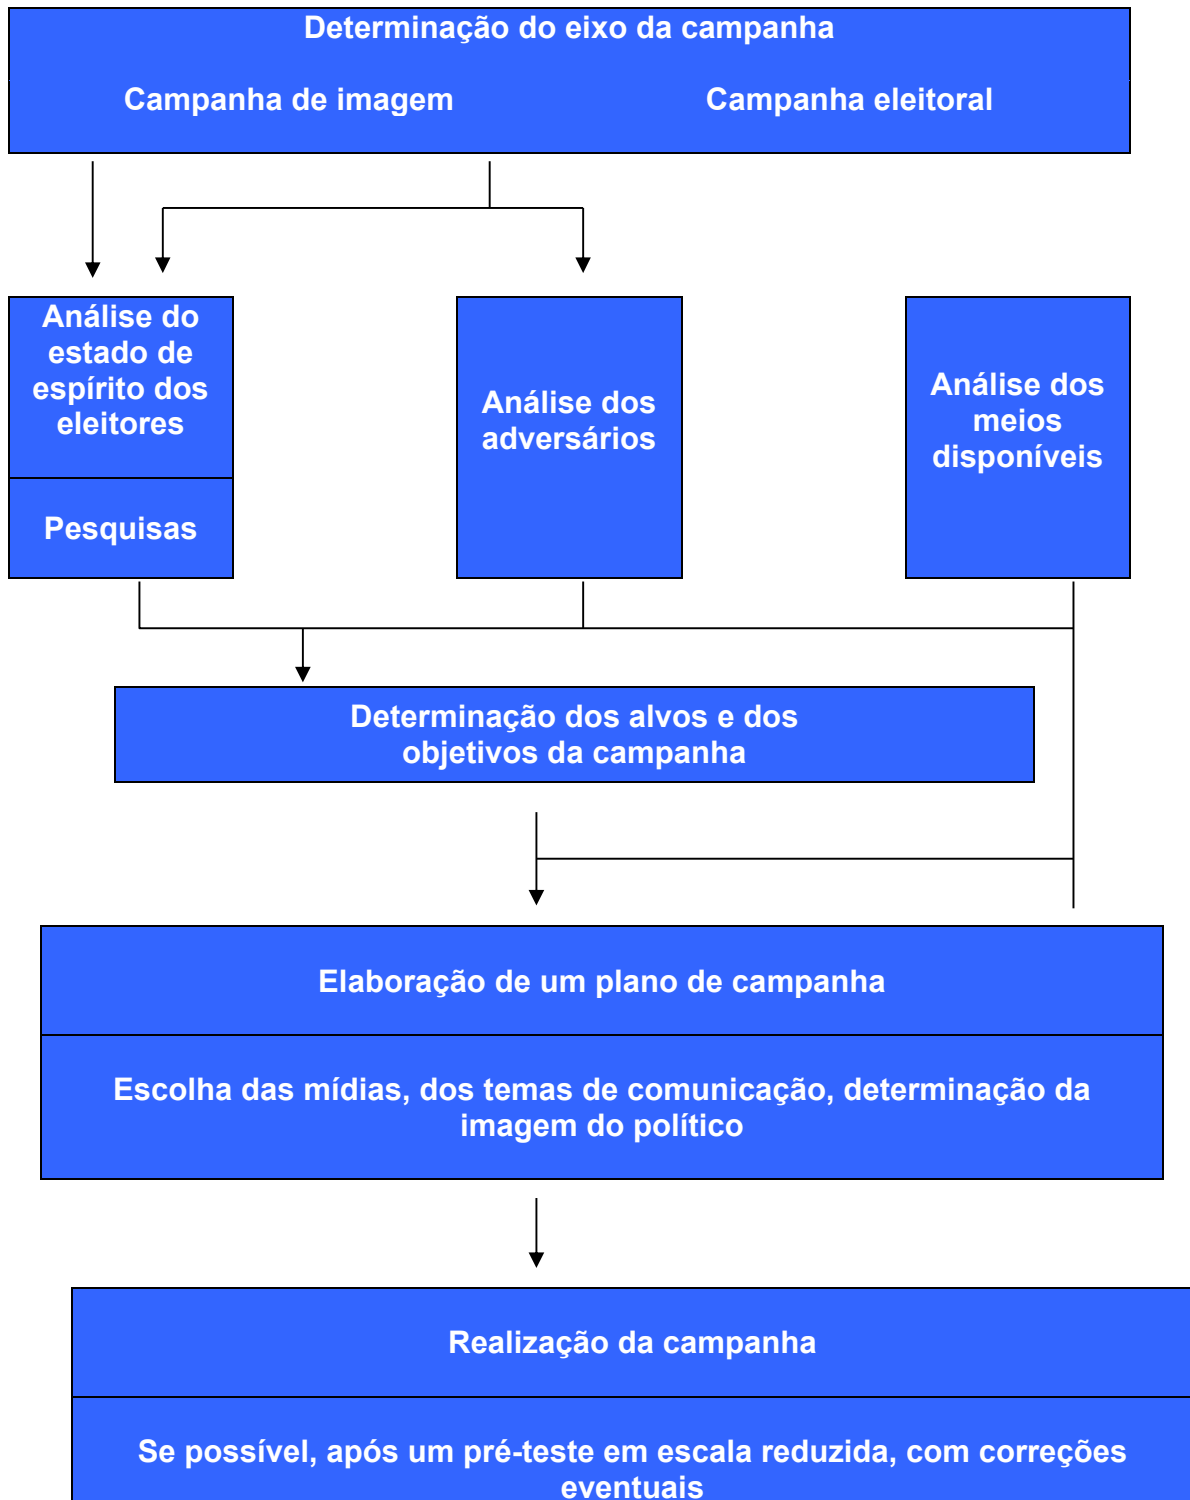 Determinação do eixo da campanha
Campanha de imagem
Campanha eleitoral
Análise do
estado de
espírito dos
eleitores
Pesquisas
Análise dos
adversários
Análise dos
meios
disponíveis
Determinação dos alvos e dos
objetivos da campanha
Elaboração de um plano de campanha
Escolha das mídias, dos temas de comunicação, determinação da
imagem do político
Realização da campanha
Se possível, após um pré-teste em escala reduzida, com correções
eventuais